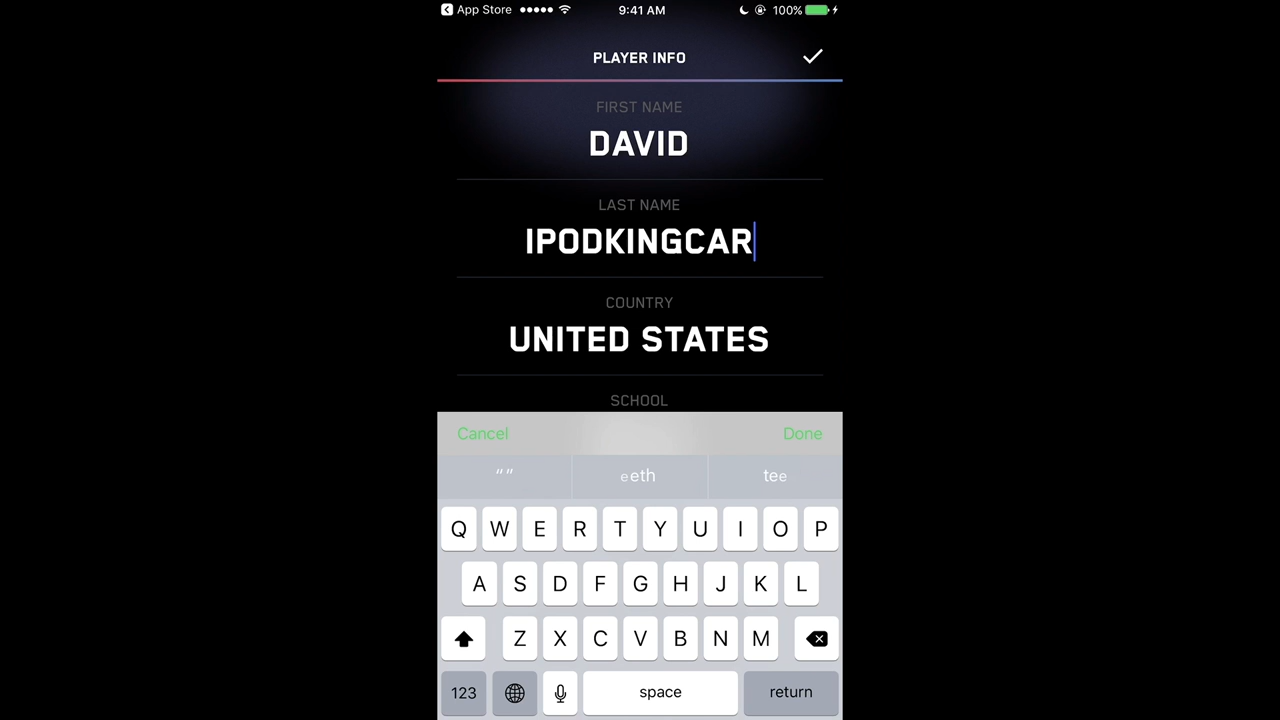 App Store 9:41 AM 100%
PLAYER INFO
FIRST NAME
DAVID
LAST NAME
IPODKINGCAR
COUNTRY
UNITED STATES
SCHOOL
Cancel Done
“ ” eeth tee
Q W E R T Y U I O P
A S D F G H J K L
Z X C V B N M
123 space return